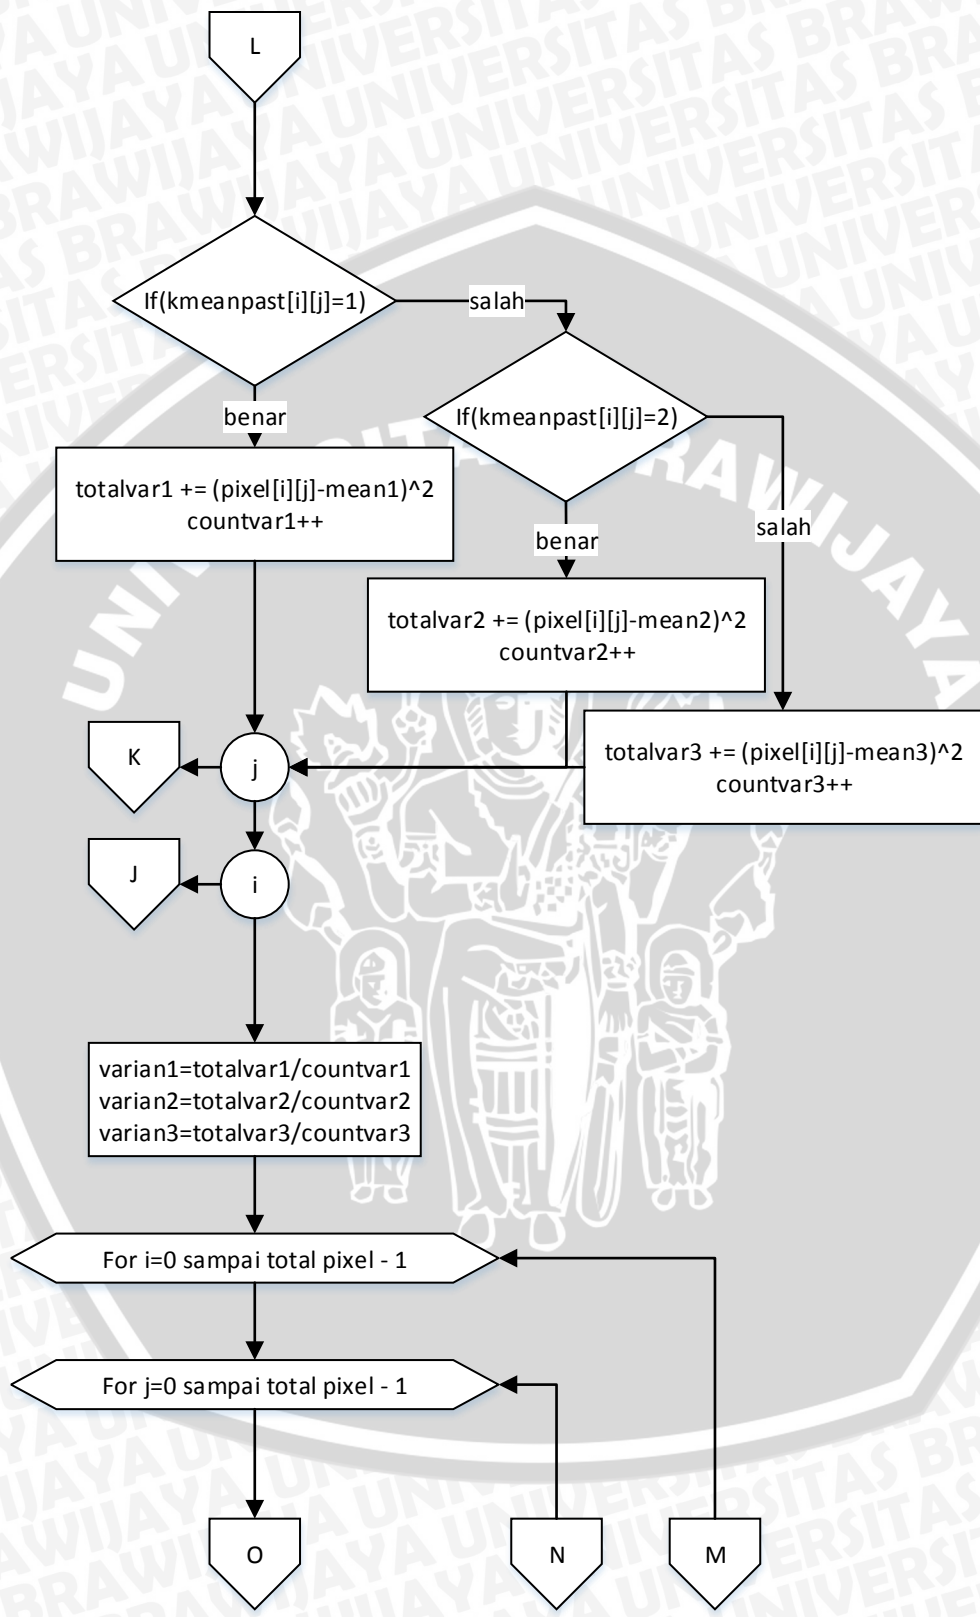 L
If(kmeanpast[i][j]=1)
salah
benar
If(kmeanpast[i][j]=2)
totalvar1 += (pixel[i][j]-mean1)^2
countvar1++
benar
salah
totalvar2 += (pixel[i][j]-mean2)^2
countvar2++
K
j
totalvar3 += (pixel[i][j]-mean3)^2
countvar3++
J
i
varian1=totalvar1/countvar1
varian2=totalvar2/countvar2
varian3=totalvar3/countvar3
For i=0 sampai total pixel - 1
For j=0 sampai total pixel - 1
O
N
M